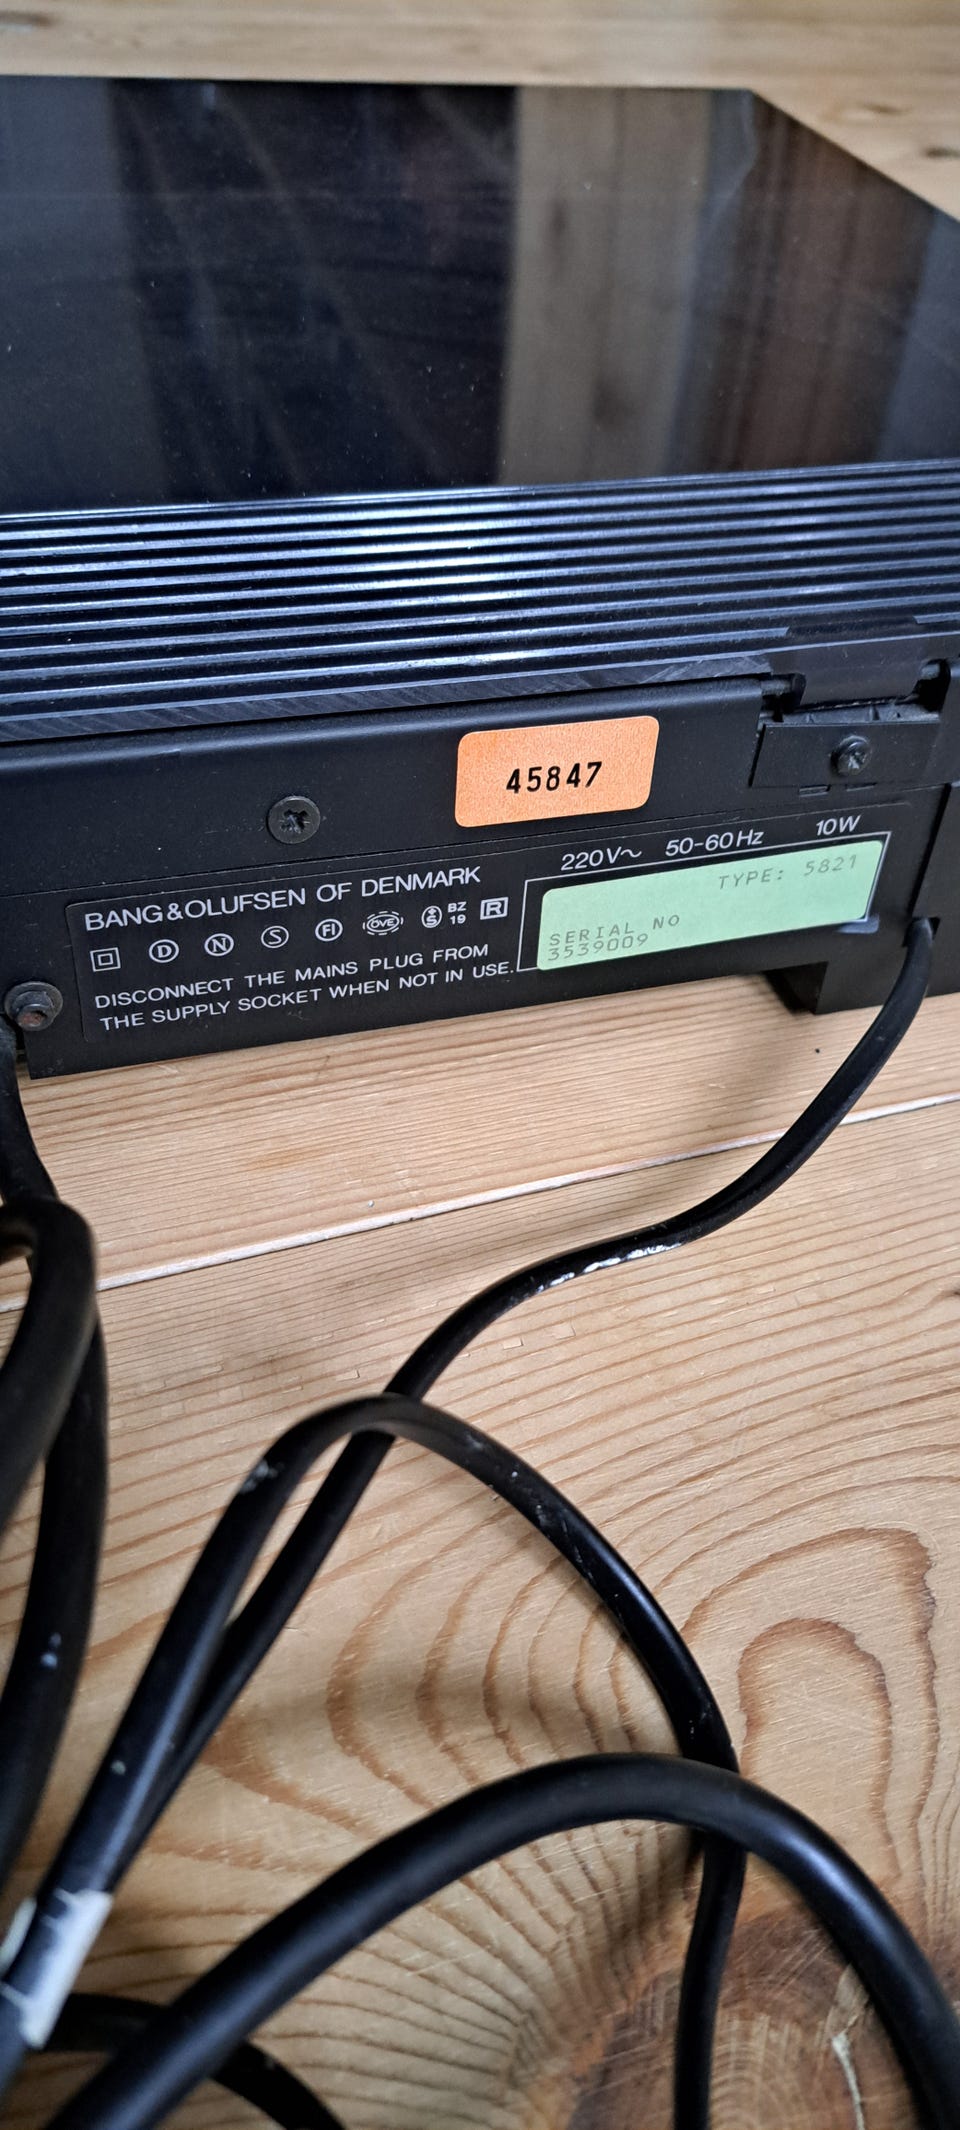 45847
BANG&OLUFSEN OF DENMARK
D N S FI ÖVE S BZ 19 R
DISCONNECT THE MAINS PLUG FROM
THE SUPPLY SOCKET WHEN NOT IN USE.
220V~ 50-60Hz 10W
TYPE: 5821
SERIAL NO
3539009